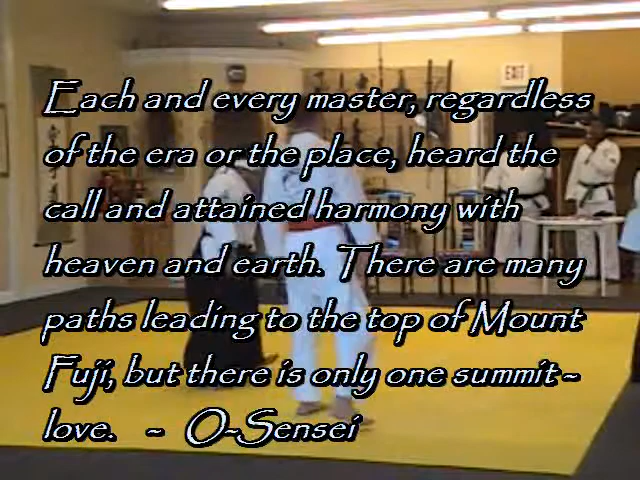 EXIT
Each and every master, regardless
of the era or the place, heard the
call and attained harmony with
heaven and earth. There are many
paths leading to the top of Mount
Fuji, but there is only one summit ~
love. ~ O-Sensei